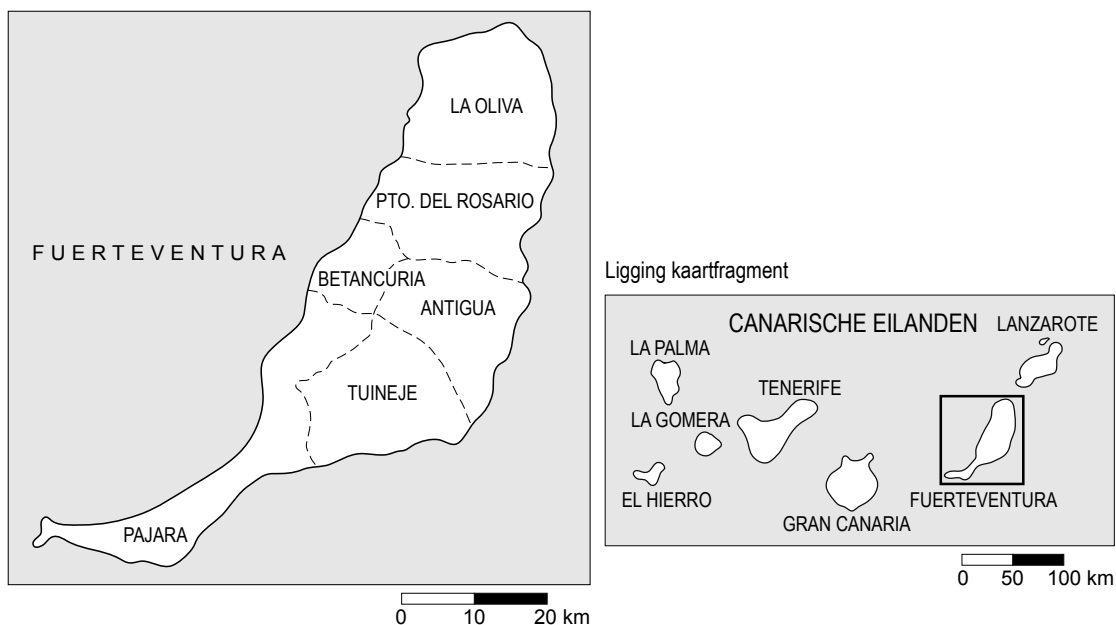 LA OLIVA
PTO. DEL ROSARIO
FUERTEVENTURA
BETANCURIA
ANTIGUA
TUINEJE
PAJARA
0 10 20 km
Ligging kaartfragment
CANARISCHE EILANDEN
LANZAROTE
LA PALMA
TENERIFE
LA GOMERA
EL HIERRO
FUERTEVENTURA
GRAN CANARIA
0 50 100 km